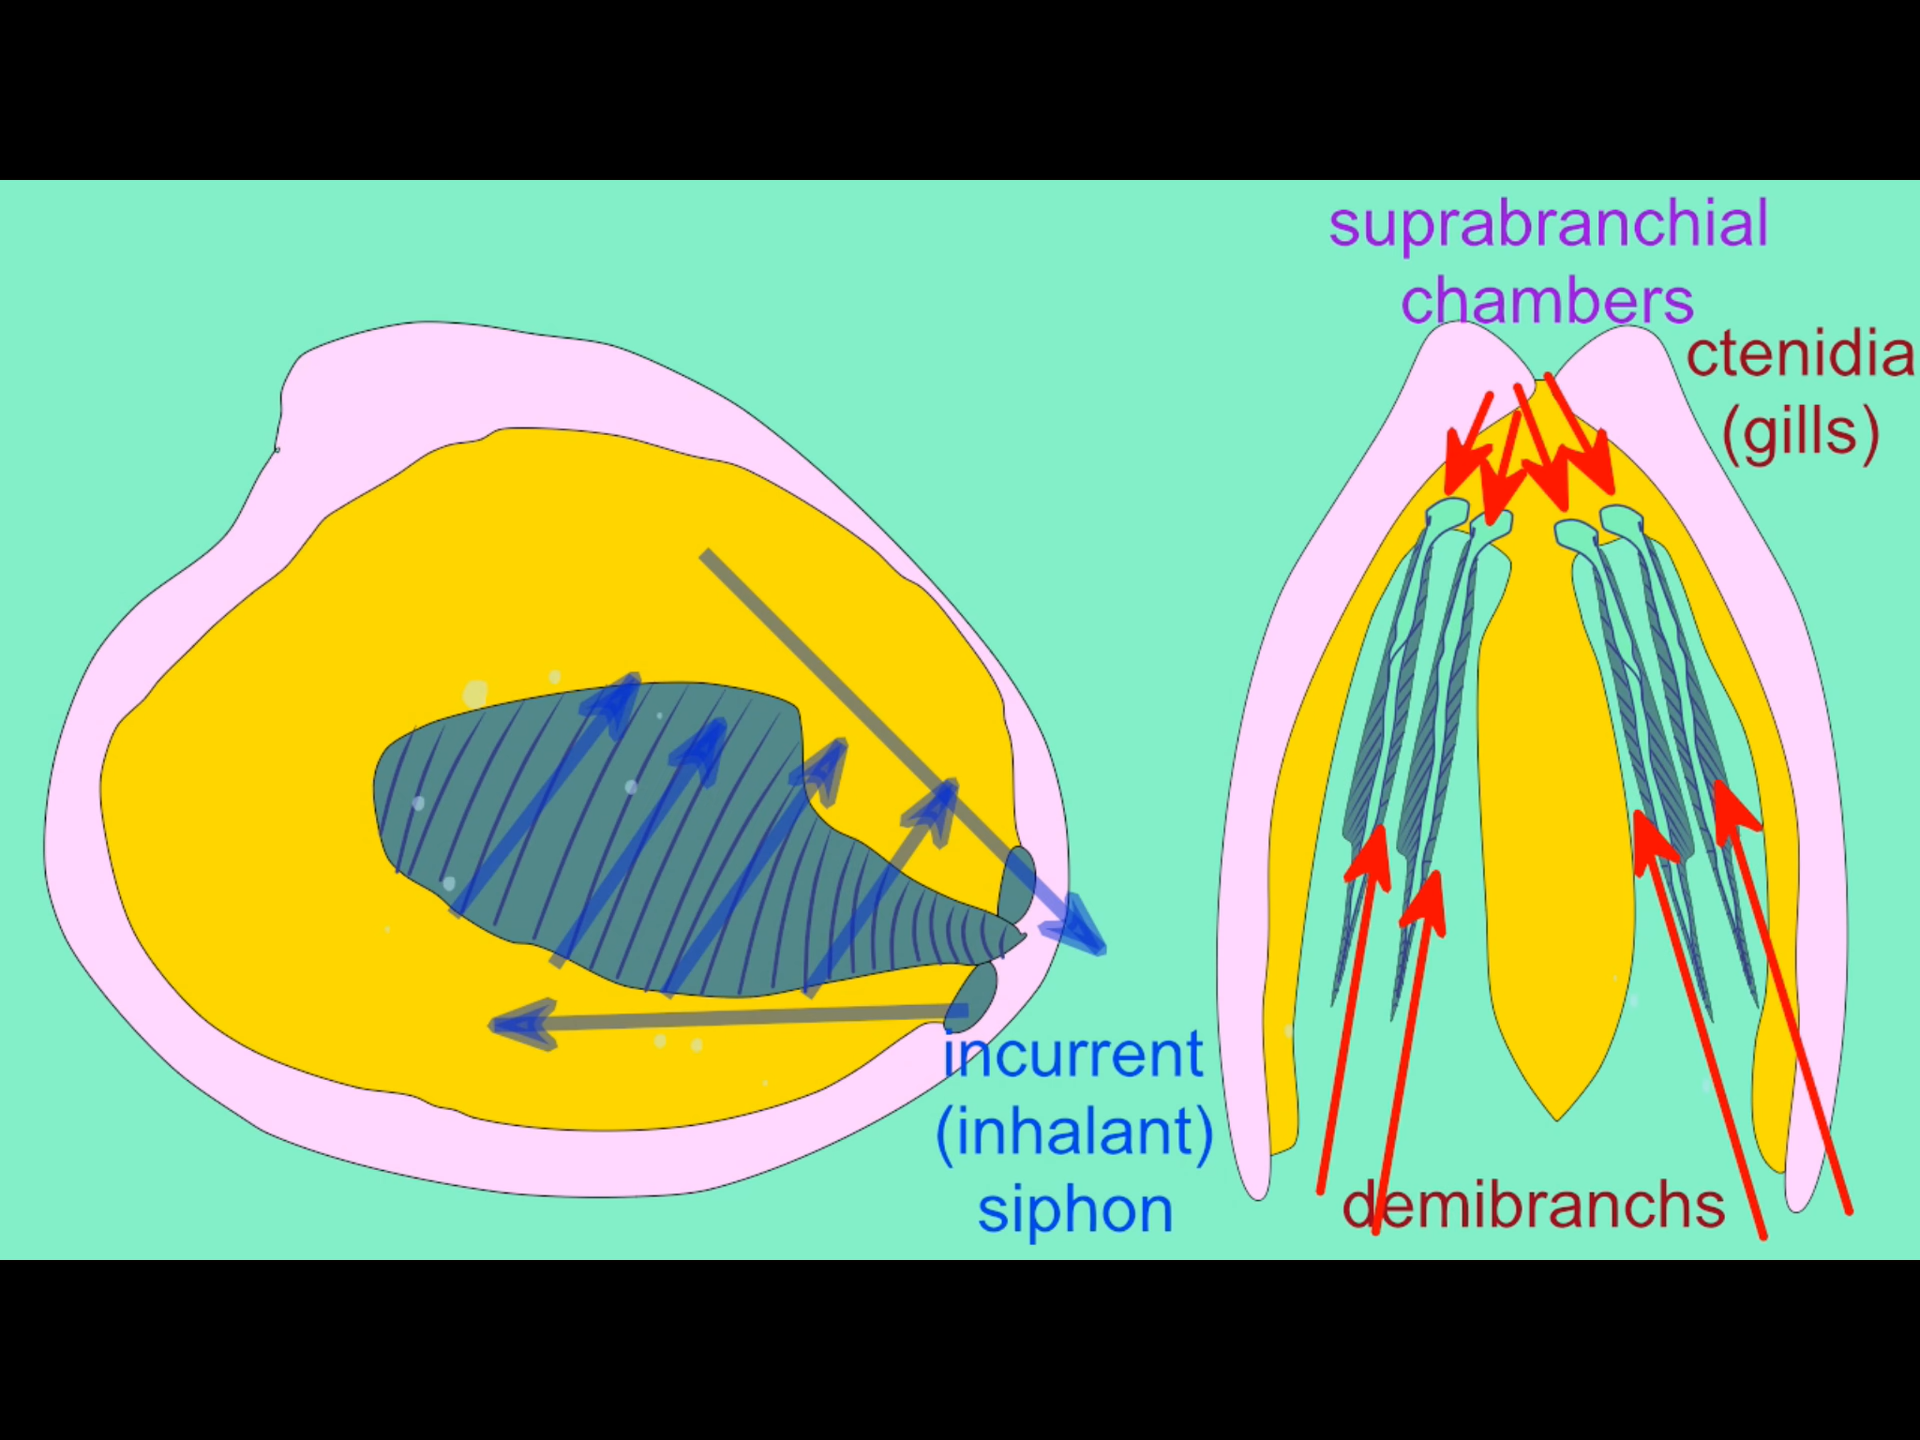 suprabranchial
chambers
ctenidia
(gills)
incurrent
(inhalant)
siphon
demibranchs